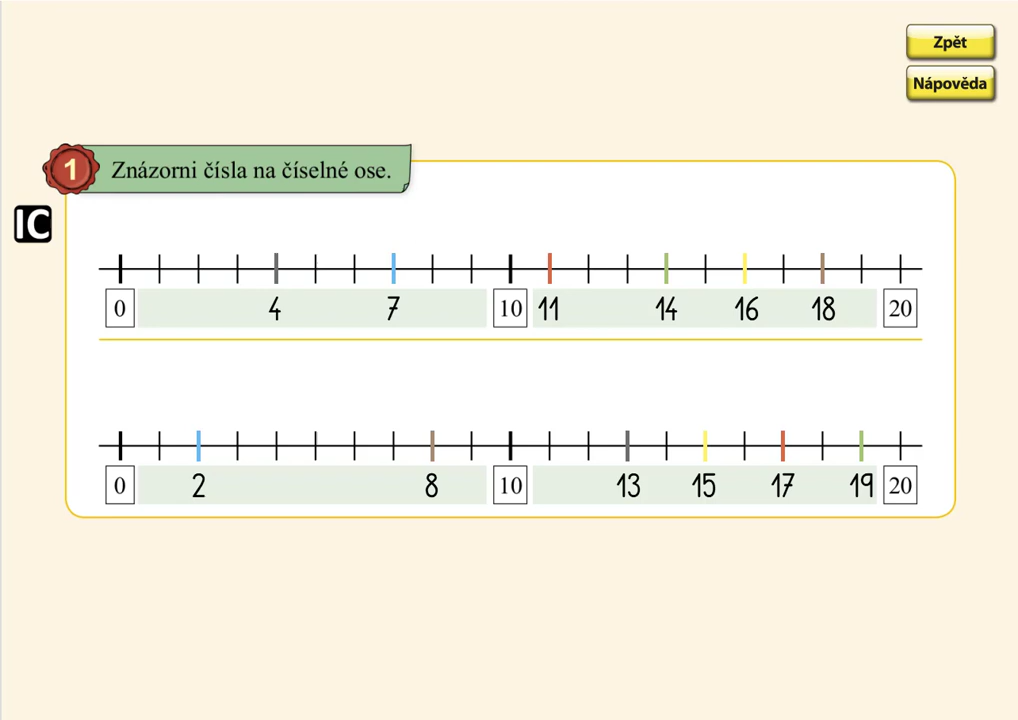 Zpět
Nápověda
1 Znázorni čísla na číselné ose.
IC
0 4 7 10 11 14 16 18 20
0 2 8 10 13 15 17 19 20